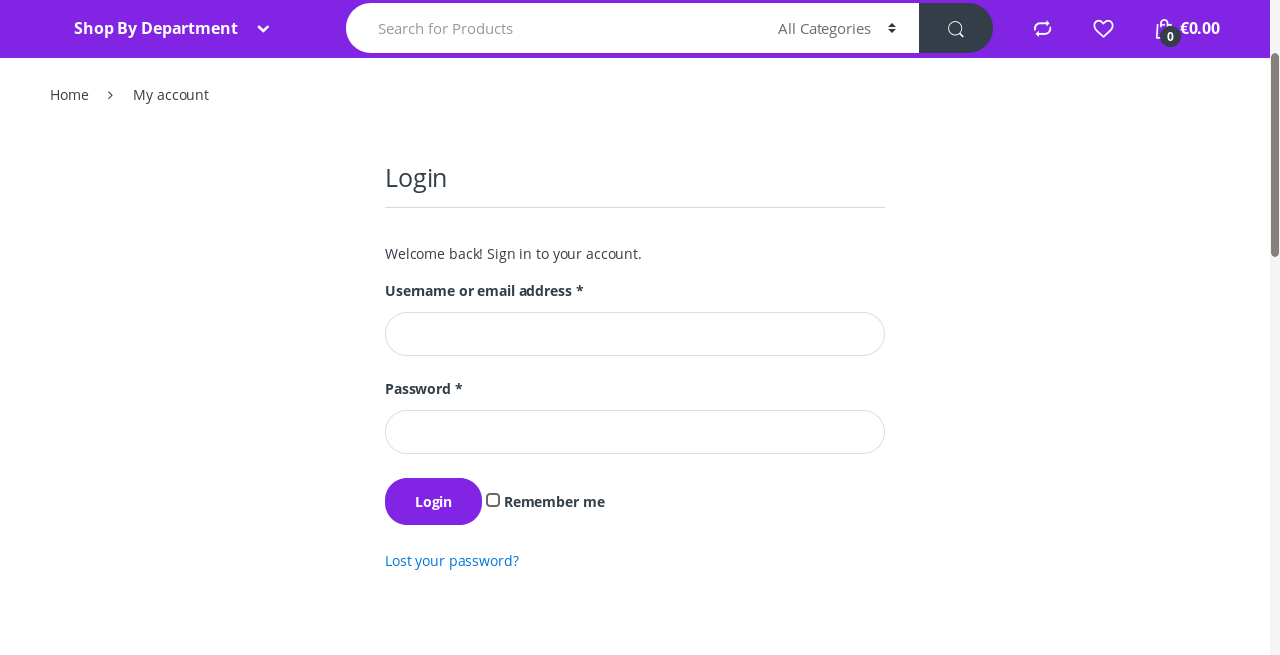 Shop By Department
Search for Products
All Categories
0
€0.00
Home
My account
Login
Welcome back! Sign in to your account.
Username or email address *
Password *
Login
Remember me
Lost your password?